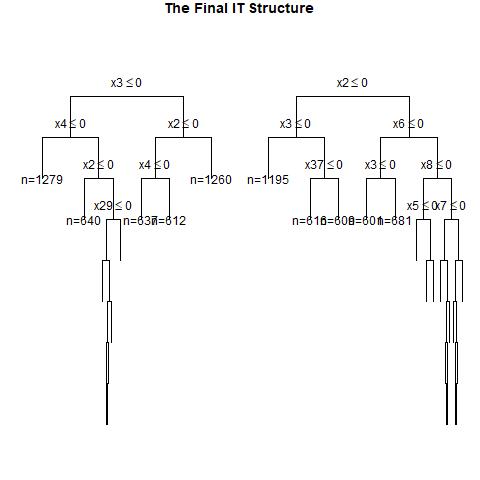 The Final IT Structure
x3 ≤ 0 x2 ≤ 0
x4 ≤ 0 x2 ≤ 0 x3 ≤ 0 x6 ≤ 0
x2 ≤ 0 x4 ≤ 0 x37 ≤ 0 x3 ≤ 0 x8 ≤ 0
n=1279 n=1260 n=1195
x29 ≤ 0 x5 ≤ 0 x7 ≤ 0
n=640 n=637 n=612 n=616 n=609 n=601 n=681